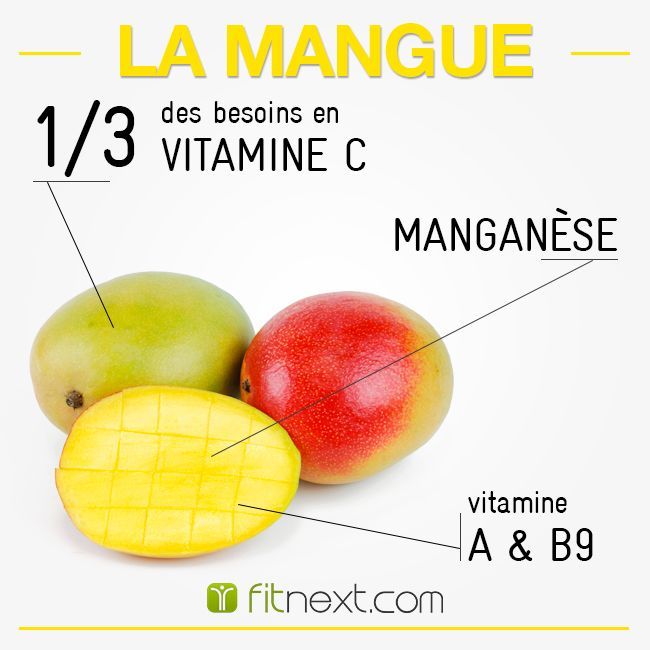 LA MANGUE
1/3 des besoins en
VITAMINE C
MANGANÈSE
vitamine
A & B9
fitnext.com